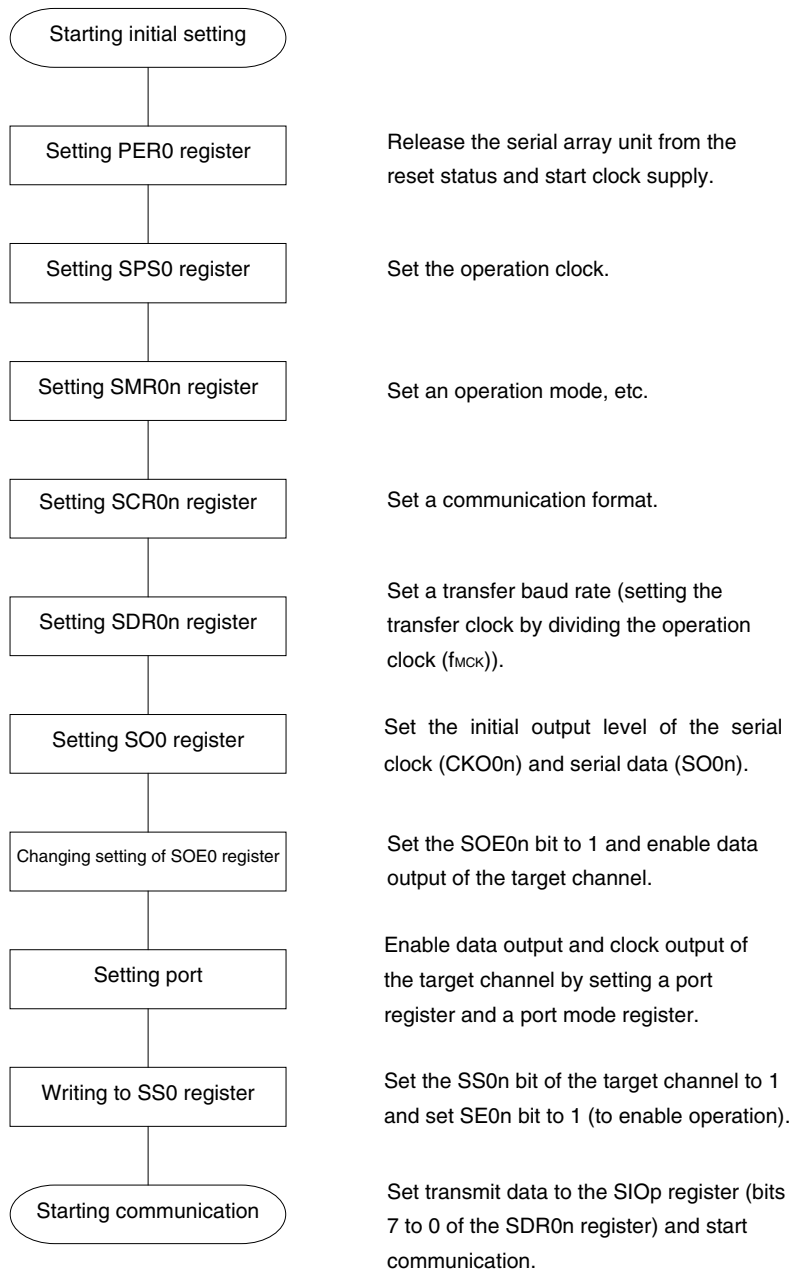 Starting initial setting
Setting PER0 register
Release the serial array unit from the
reset status and start clock supply.
Setting SPS0 register
Set the operation clock.
Setting SMR0n register
Set an operation mode, etc.
Setting SCR0n register
Set a communication format.
Setting SDR0n register
Set a transfer baud rate (setting the
transfer clock by dividing the operation
clock (fMCK)).
Setting SO0 register
Set the initial output level of the serial
clock (CKO0n) and serial data (SO0n).
Changing setting of SOE0 register
Set the SOE0n bit to 1 and enable data
output of the target channel.
Setting port
Enable data output and clock output of
the target channel by setting a port
register and a port mode register.
Writing to SS0 register
Set the SS0n bit of the target channel to 1
and set SE0n bit to 1 (to enable operation).
Starting communication
Set transmit data to the SIOp register (bits
7 to 0 of the SDR0n register) and start
communication.